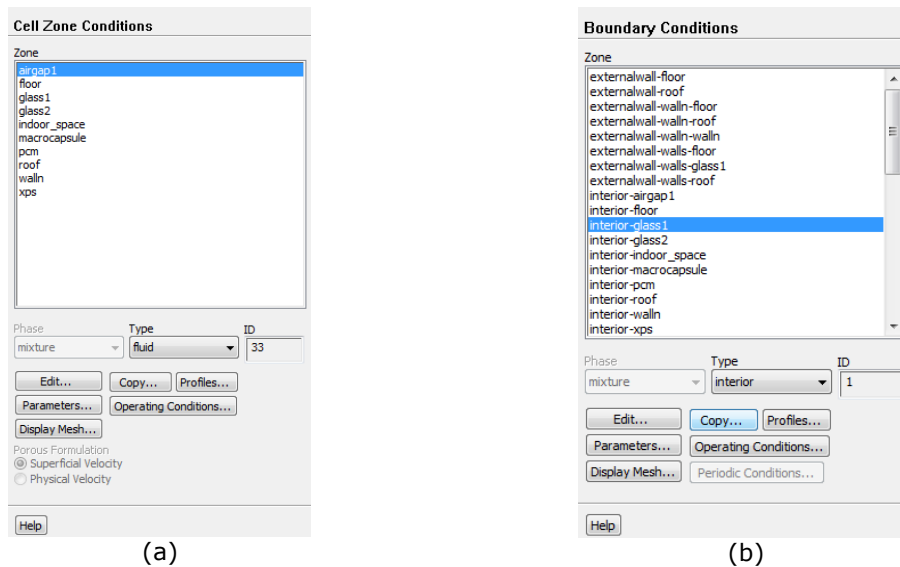 Cell Zone Conditions
Zone
airgap1
floor
glass1
glass2
indoor_space
macrocapsule
pcm
roof
walln
xps
Phase Type ID
mixture fluid 33
Edit... Copy... Profiles...
Parameters... Operating Conditions...
Display Mesh...
Porous Formulation
Superficial Velocity
Physical Velocity
Help
(a)
Boundary Conditions
Zone
externalwall-floor
externalwall-roof
externalwall-walln-floor
externalwall-walln-roof
externalwall-walln-walln
externalwall-walls-floor
externalwall-walls-glass1
externalwall-walls-roof
interior-airgap1
interior-floor
interior-glass1
interior-glass2
interior-indoor_space
interior-macrocapsule
interior-pcm
interior-roof
interior-walln
interior-xps
Phase Type ID
mixture interior 1
Edit... Copy... Profiles...
Parameters... Operating Conditions...
Display Mesh... Periodic Conditions...
Help
(b)